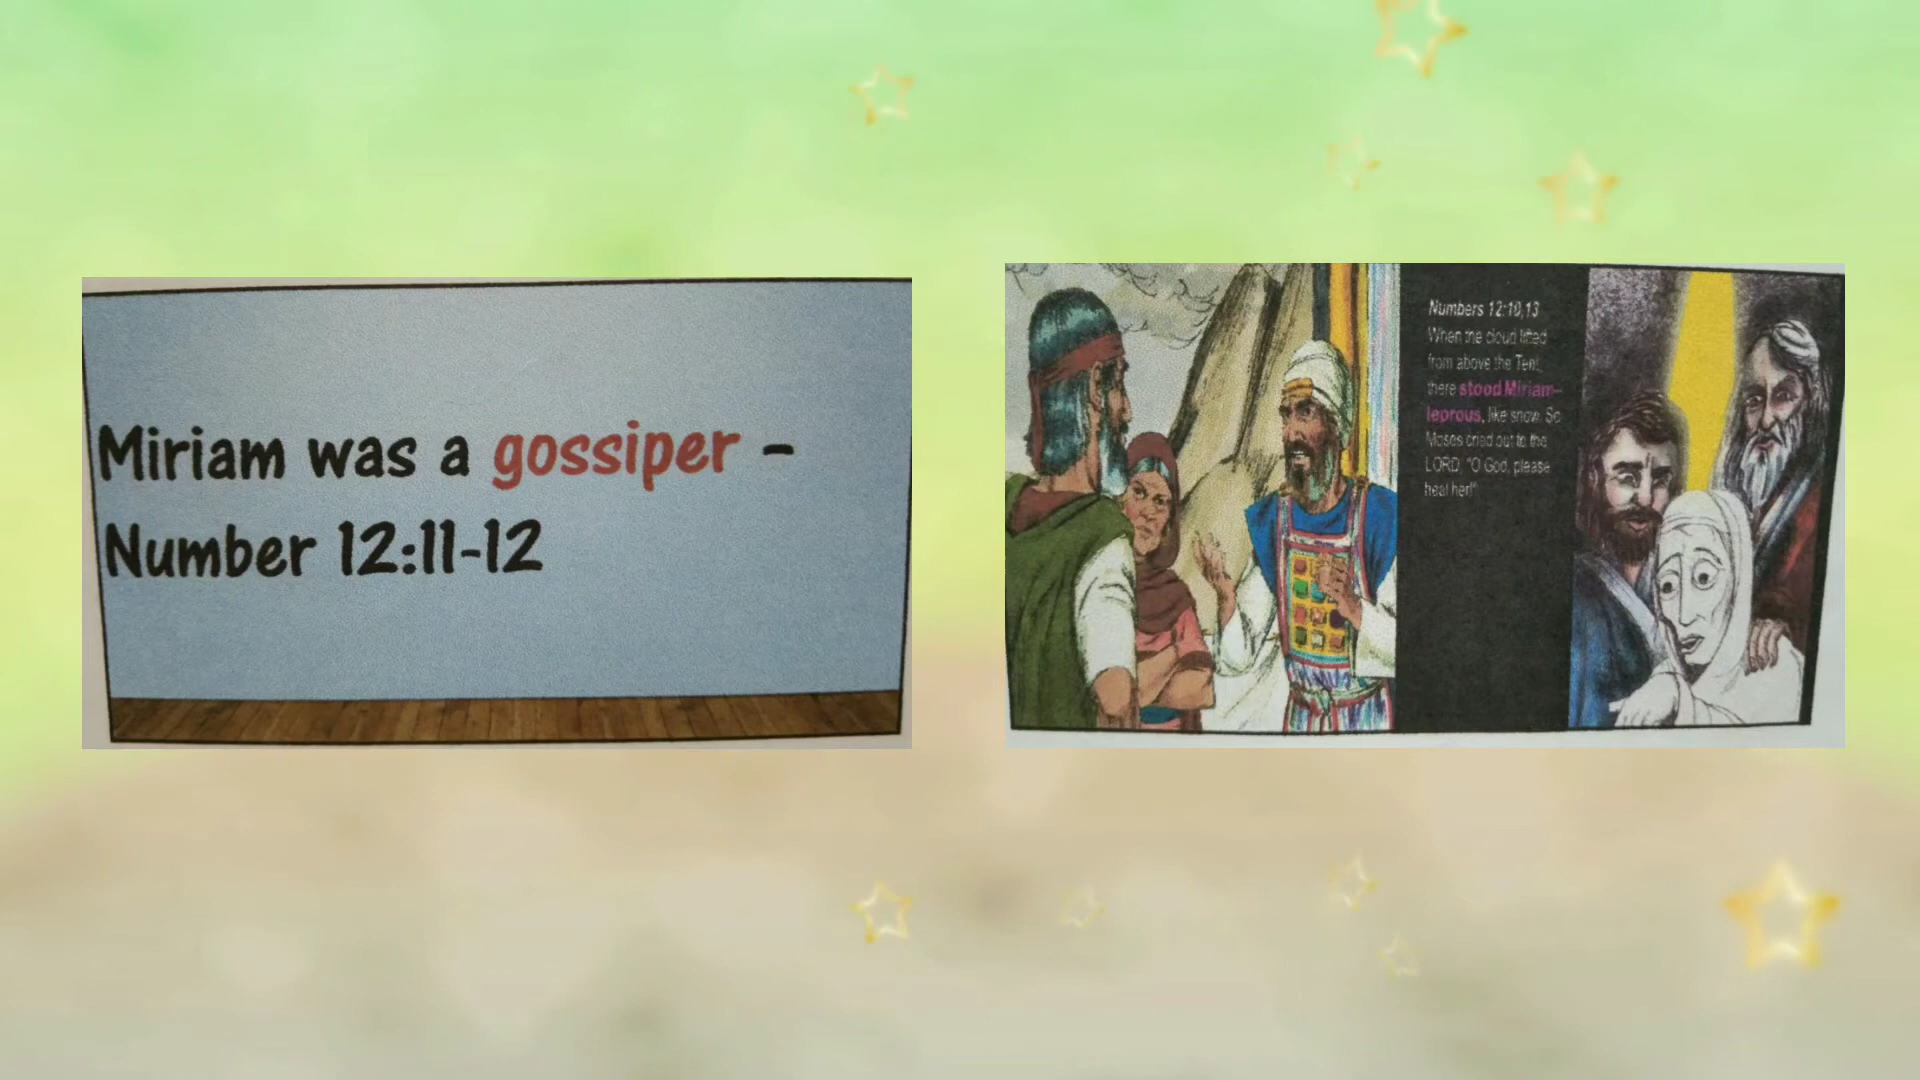 Miriam was a gossiper -
Number 12:11-12
Numbers 12:10,13
When the cloud lifted
from above the Tent,
there stood Miriam—
leprous, like snow. So
Moses cried out to the
LORD, "O God, please
heal her!"